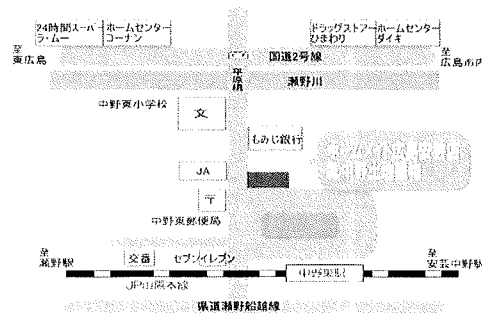 24時間スーパー
ラ・ムー
ホームセンター
コーナン
ドラッグストアー
ひまわり
ホームセンター
ダイキ
至
東広島
国道2号線
至
広島市内
平原橋
瀬野川
中野東小学校
文
もみじ銀行
JA
〒
中野東郵便局
至
瀬野駅
交番
セブンイレブン
中野東駅
至
安芸中野駅
JR山陽本線
県道瀬野船越線